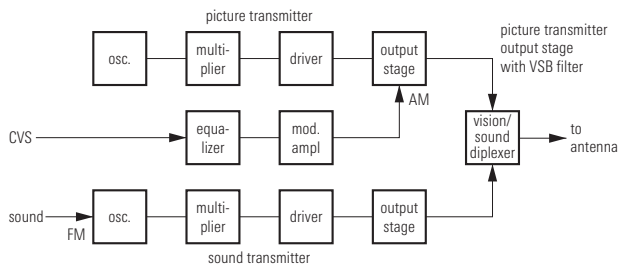 picture transmitter
osc.
multi-
plier
driver
output
stage
picture transmitter
output stage
with VSB filter
AM
CVS
equa-
lizer
mod.
ampl
vision/
sound
diplexer
to
antenna
sound
FM
osc.
multi-
plier
driver
output
stage
sound transmitter